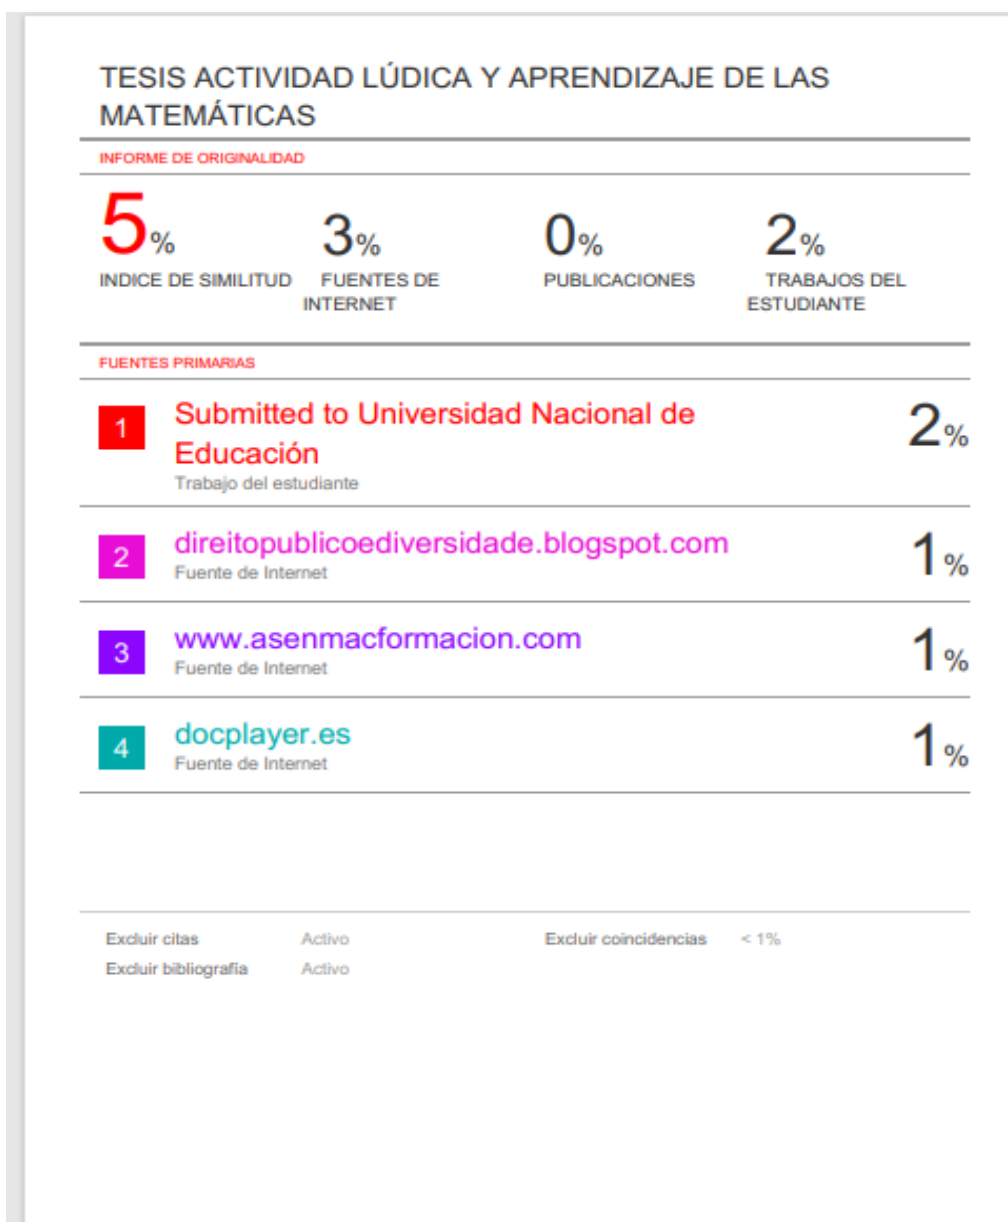 TESIS ACTIVIDAD LÚDICA Y APRENDIZAJE DE LAS
MATEMÁTICAS
INFORME DE ORIGINALIDAD
5% 3% 0% 2%
INDICE DE SIMILITUD FUENTES DE PUBLICACIONES TRABAJOS DEL
INTERNET ESTUDIANTE
FUENTES PRIMARIAS
1 Submitted to Universidad Nacional de 2%
Educación
Trabajo del estudiante
2 direitopublicoediversidade.blogspot.com 1%
Fuente de Internet
3 www.asenmacformacion.com 1%
Fuente de Internet
4 docplayer.es 1%
Fuente de Internet
Excluir citas Activo Excluir coincidencias < 1%
Excluir bibliografía Activo